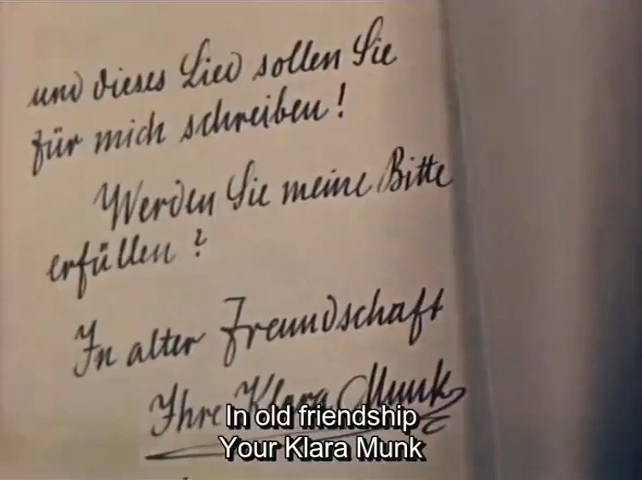 und dieses Lied sollen Sie
für mich schreiben!
Werden Sie meine Bitte
erfüllen?
In alter Freundschaft
Ihre Klara Munk
In old friendship
Your Klara Munk